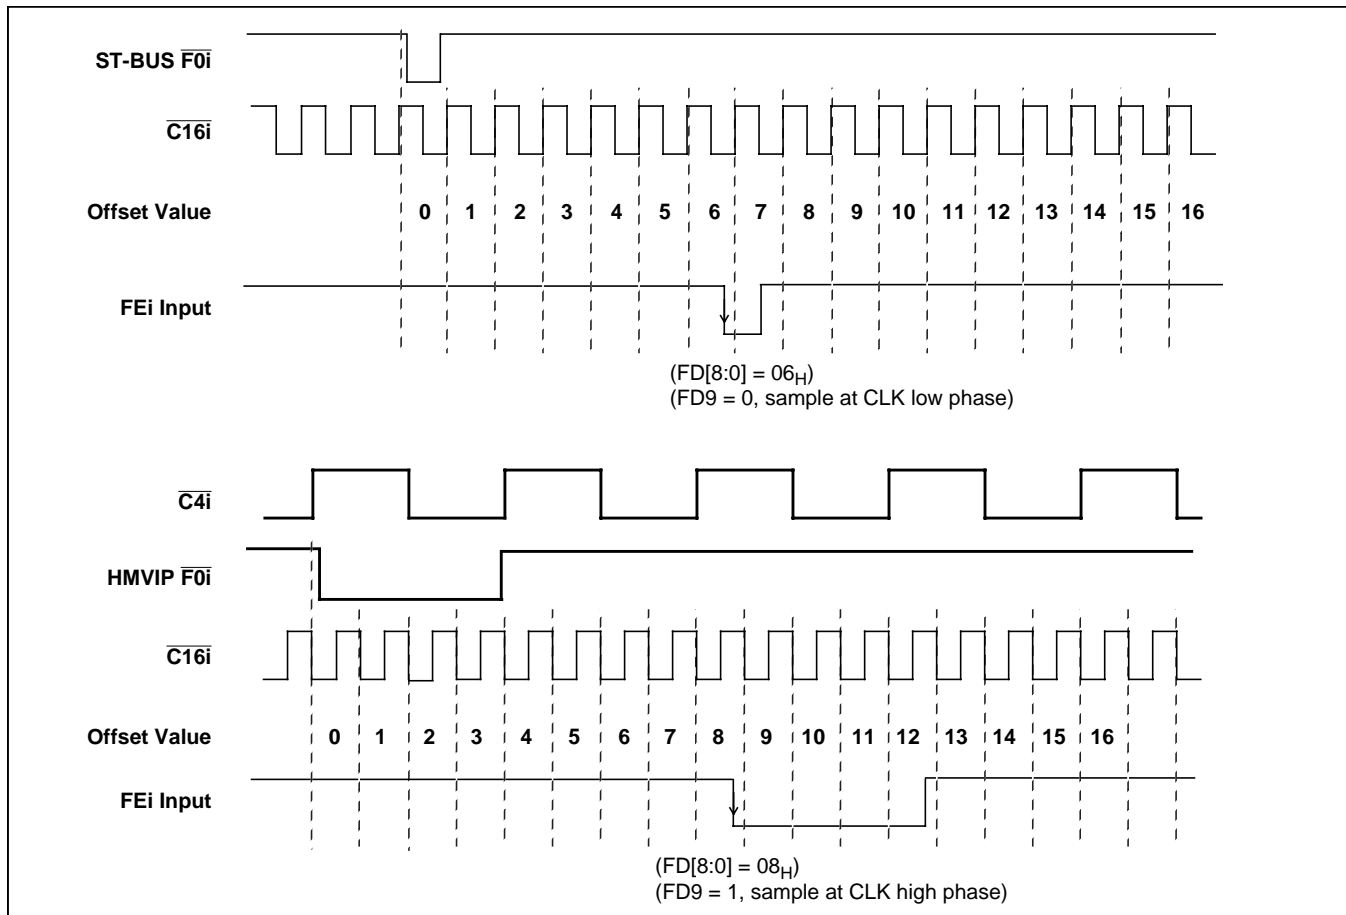 ST-BUS F0i
C16i
Offset Value 0 1 2 3 4 5 6 7 8 9 10 11 12 13 14 15 16
FEi Input
(FD[8:0] = 06H)
(FD9 = 0, sample at CLK low phase)
C4i
HMVIP F0i
C16i
Offset Value 0 1 2 3 4 5 6 7 8 9 10 11 12 13 14 15 16
FEi Input
(FD[8:0] = 08H)
(FD9 = 1, sample at CLK high phase)